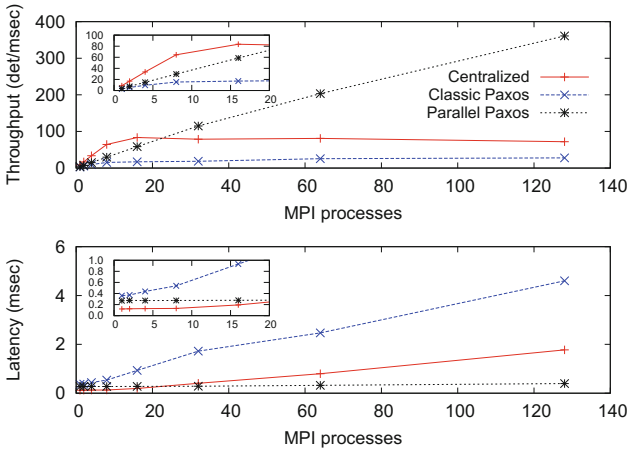 Throughput (det/msec)
400
300
200
100
0
100
80
60
40
20
0
0 5 10 15 20
Centralized
Classic Paxos
Parallel Paxos
0 20 40 60 80 100 120 140
MPI processes
Latency (msec)
6
4
2
0
1.0
0.8
0.6
0.4
0.2
0.0
0 5 10 15 20
0 20 40 60 80 100 120 140
MPI processes